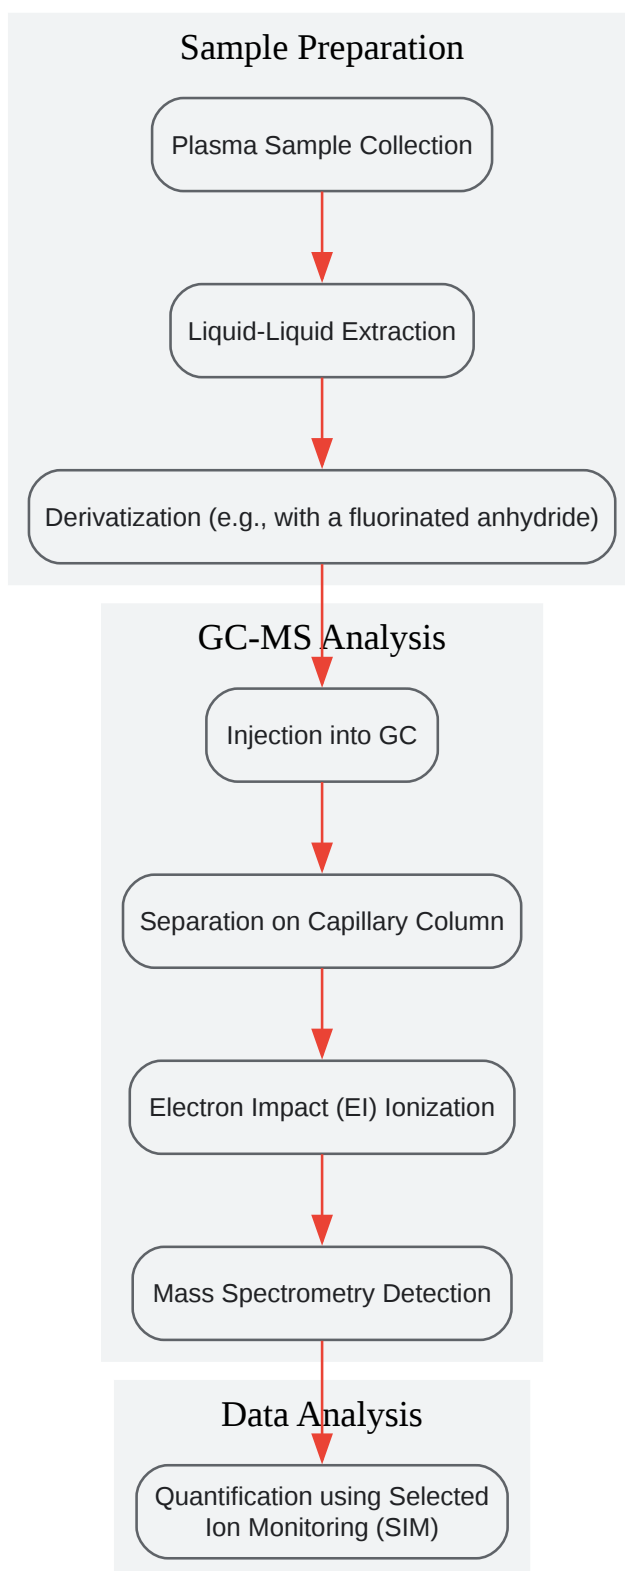 Sample Preparation
Plasma Sample Collection
Liquid-Liquid Extraction
Derivatization (e.g., with a fluorinated anhydride)
GC-MS Analysis
Injection into GC
Separation on Capillary Column
Electron Impact (EI) Ionization
Mass Spectrometry Detection
Data Analysis
Quantification using Selected
Ion Monitoring (SIM)